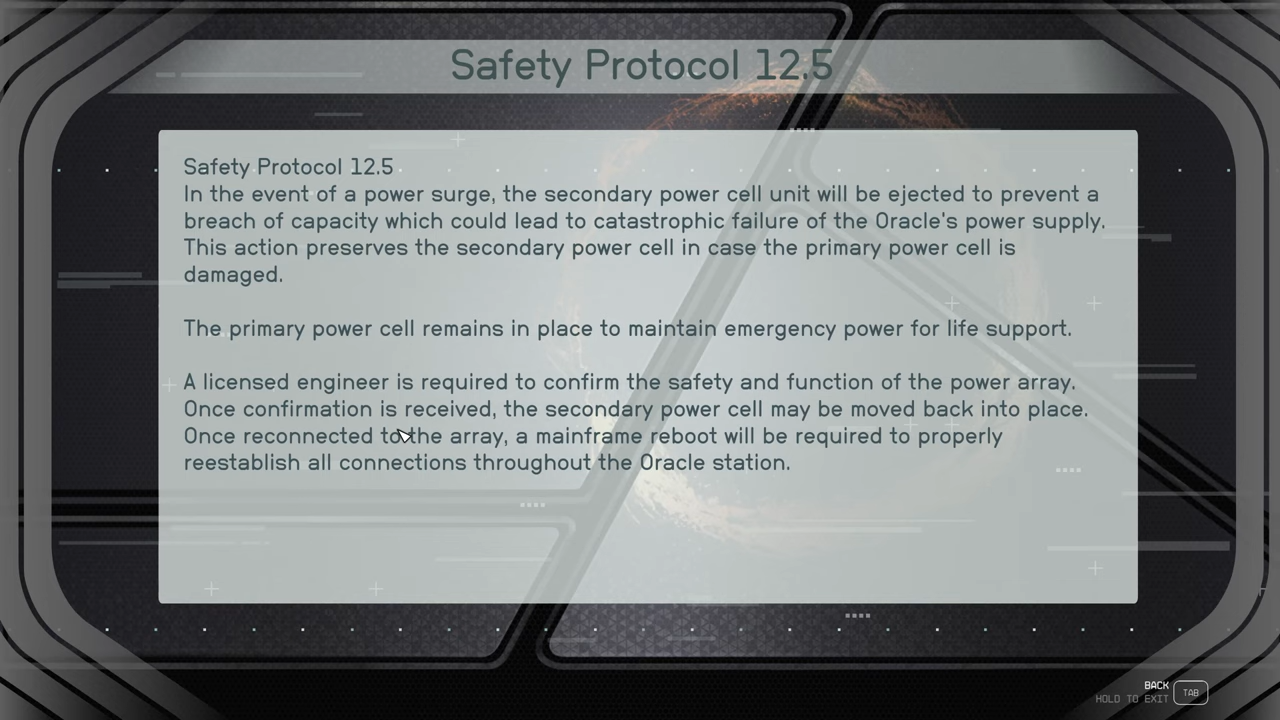 Safety Protocol 12.5
Safety Protocol 12.5
In the event of a power surge, the secondary power cell unit will be ejected to prevent a
breach of capacity which could lead to catastrophic failure of the Oracle's power supply.
This action preserves the secondary power cell in case the primary power cell is
damaged.
The primary power cell remains in place to maintain emergency power for life support.
A licensed engineer is required to confirm the safety and function of the power array.
Once confirmation is received, the secondary power cell may be moved back into place.
Once reconnected to the array, a mainframe reboot will be required to properly
reestablish all connections throughout the Oracle station.
BACK
HOLD TO EXIT TAB